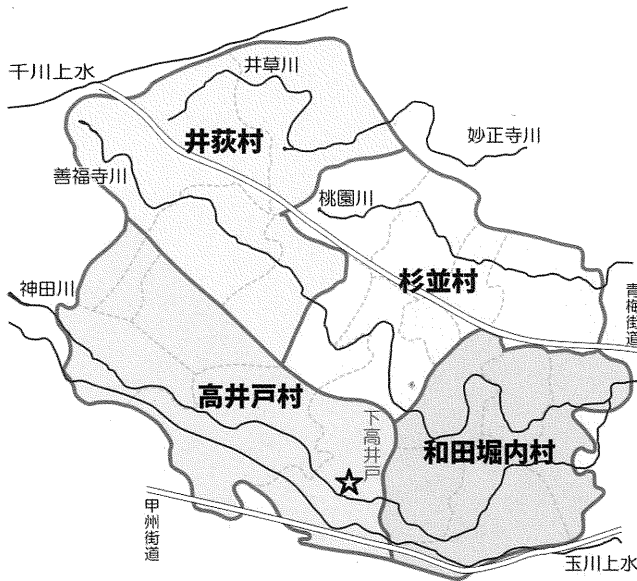 千川上水
井草川
井荻村
妙正寺川
善福寺川
桃園川
杉並村
神田川
青梅街道
高井戸村
下高井戸
和田堀内村
甲州街道
玉川上水